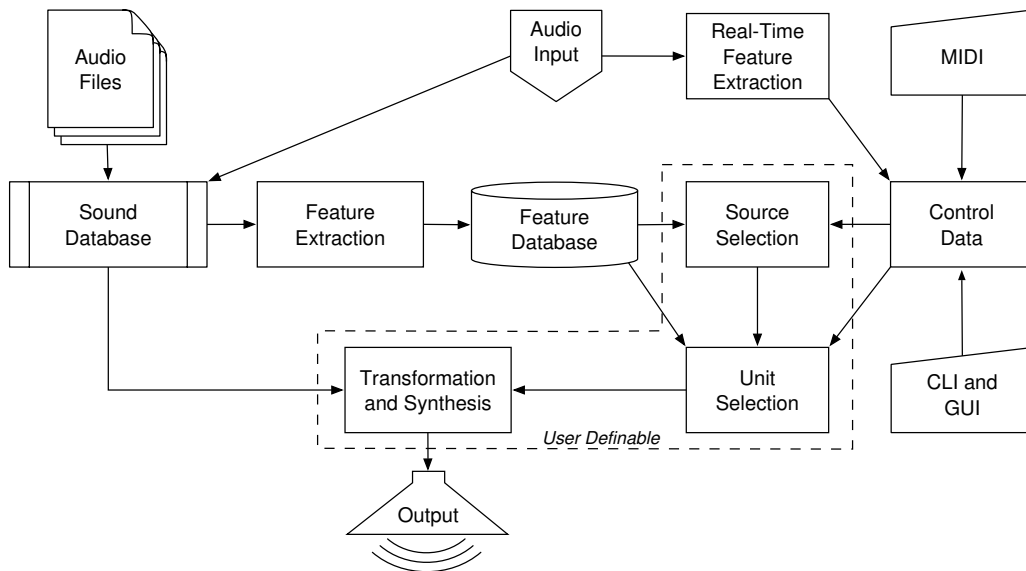 Audio
Files
Audio
Input
Real-Time
Feature
Extraction
MIDI
Sound
Database
Feature
Extraction
Feature
Database
Source
Selection
Control
Data
Transformation
and Synthesis
Unit
Selection
CLI and
GUI
User Definable
Output